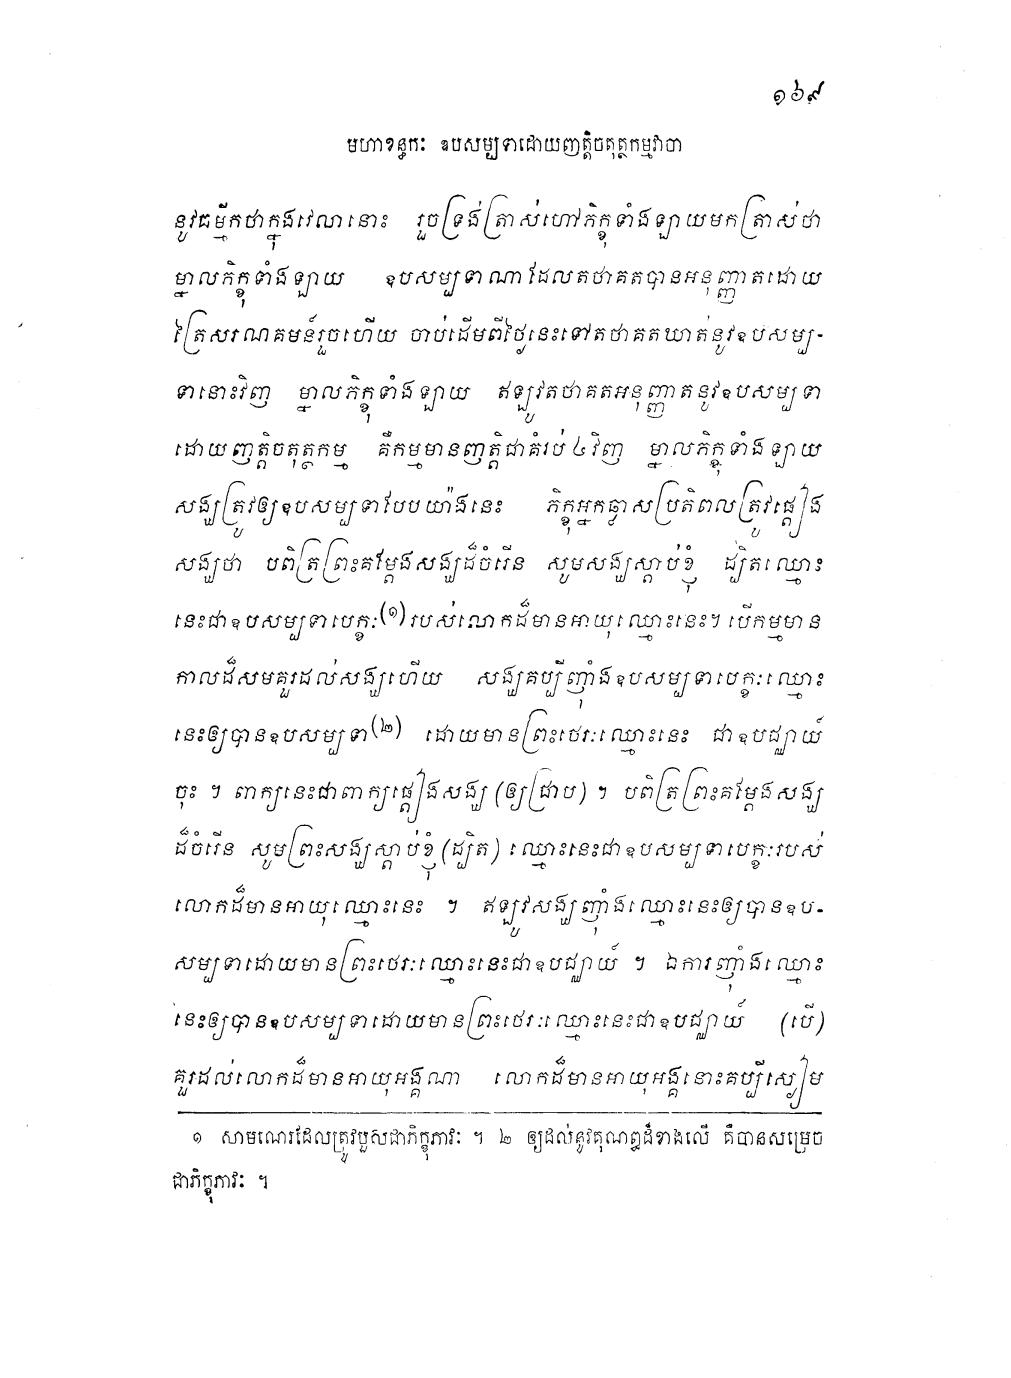 ១៦៩
មហាខន្ធកៈ ឧបសម្បទាដោយញត្តិចតុត្ថកម្មវាចា
នូវធម្មីកថាក្នុងវេលានោះ រួចទ្រង់ត្រាស់ហៅភិក្ខុទាំងឡាយមកត្រាស់ថា
ម្នាលភិក្ខុទាំងឡាយ ឧបសម្បទាណាដែលតថាគតបានអនុញ្ញាតដោយ
ត្រៃសរណគមន៍រួចហើយ ចាប់ដើមពីថ្ងៃនេះទៅតថាគតឃាត់នូវឧបសម្ប-
ទានោះវិញ ម្នាលភិក្ខុទាំងឡាយ ឥឡូវតថាគតអនុញ្ញាតនូវឧបសម្បទា
ដោយញត្តិចតុត្ថកម្ម គឺកម្មមានញត្តិជាគំរប់ ៤ វិញ ម្នាលភិក្ខុទាំងឡាយ
សង្ឃត្រូវឲ្យឧបសម្បទាបែបយ៉ាងនេះ ភិក្ខុអ្នកឆ្លាសប្រតិពលត្រូវផ្តៀង
សង្ឃថា បពិត្រព្រះគម្តែងសង្ឃដ៏ចំរើន សូមសង្ឃស្តាប់ខ្ញុំ ដ្បិតឈ្មោះ
នេះជាឧបសម្បទាបេក្ខៈ(១) របស់លោកដ៏មានអាយុឈ្មោះនេះ។ បើកម្មមាន
កាលដ៏សមគួរដល់សង្ឃហើយ សង្ឃគប្បីញ៉ាំងឧបសម្បទាបេក្ខៈឈ្មោះ
នេះឲ្យបានឧបសម្បទា(២) ដោយមានព្រះថេរៈឈ្មោះនេះ ជាឧបជ្ឈាយ៍
ចុះ ។ ពាក្យនេះជាពាក្យផ្តៀងសង្ឃ (ឲ្យជ្រាប) ។ បពិត្រព្រះគម្តែងសង្ឃ
ដ៏ចំរើន សូមព្រះសង្ឃស្តាប់ខ្ញុំ (ដ្បិត) ឈ្មោះនេះជាឧបសម្បទាបេក្ខៈរបស់
លោកដ៏មានអាយុឈ្មោះនេះ ។ ឥឡូវសង្ឃញ៉ាំងឈ្មោះនេះឲ្យបានឧប-
សម្បទាដោយមានព្រះថេរៈឈ្មោះនេះជាឧបជ្ឈាយ៍ ។ ឯការញ៉ាំងឈ្មោះ
នេះឲ្យបានឧបសម្បទាដោយមានព្រះថេរៈឈ្មោះនេះជាឧបជ្ឈាយ៍ (បើ)
គួរដល់លោកដ៏មានអាយុអង្គណា លោកដ៏មានអាយុអង្គនោះគប្បីស្ងៀម
១ សាមណេរដែលត្រូវបួសជាភិក្ខុភាវៈ ។ ២ ឲ្យដល់នូវគុណឰដ៏ខាងលើ គឺបានសម្រេច
ជាភិក្ខុភាវៈ ។